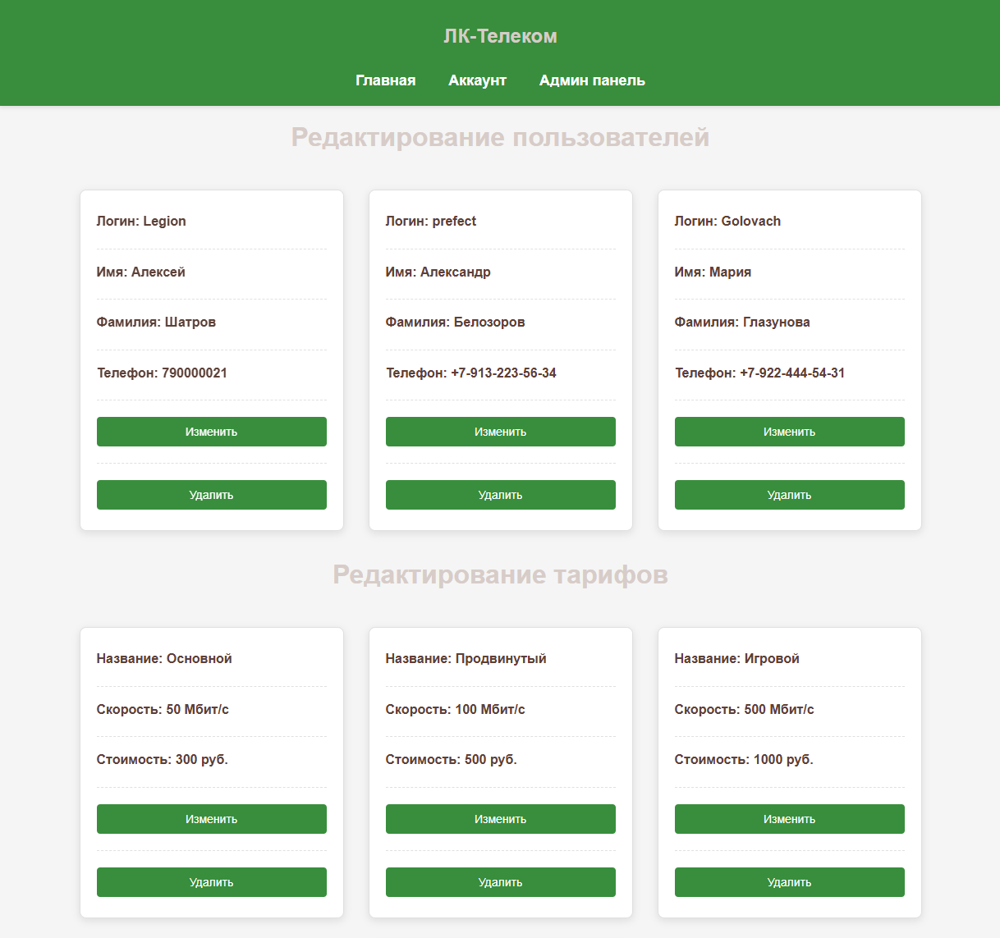 ЛК-Телеком
Главная Аккаунт Админ панель
Редактирование пользователей
Логин: Legion
Имя: Алексей
Фамилия: Шатров
Телефон: 790000021
Изменить
Удалить
Логин: prefect
Имя: Александр
Фамилия: Белозоров
Телефон: +7-913-223-56-34
Изменить
Удалить
Логин: Golovach
Имя: Мария
Фамилия: Глазунова
Телефон: +7-922-444-54-31
Изменить
Удалить
Редактирование тарифов
Название: Основной
Скорость: 50 Мбит/с
Стоимость: 300 руб.
Изменить
Удалить
Название: Продвинутый
Скорость: 100 Мбит/с
Стоимость: 500 руб.
Изменить
Удалить
Название: Игровой
Скорость: 500 Мбит/с
Стоимость: 1000 руб.
Изменить
Удалить